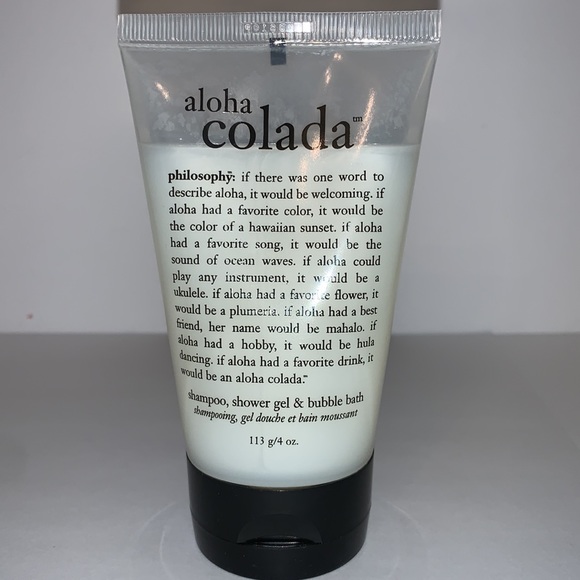 aloha
colada™
philosophy: if there was one word to
describe aloha, it would be welcoming. if
aloha had a favorite color, it would be
the color of a hawaiian sunset. if aloha
had a favorite song, it would be the
sound of ocean waves. if aloha could
play any instrument, it would be a
ukulele. if aloha had a favorite flower, it
would be a plumeria. if aloha had a best
friend, her name would be mahalo. if
aloha had a hobby, it would be hula
dancing. if aloha had a favorite drink, it
would be an aloha colada.™
shampoo, shower gel & bubble bath
shampooing, gel douche et bain moussant
113 g/4 oz.